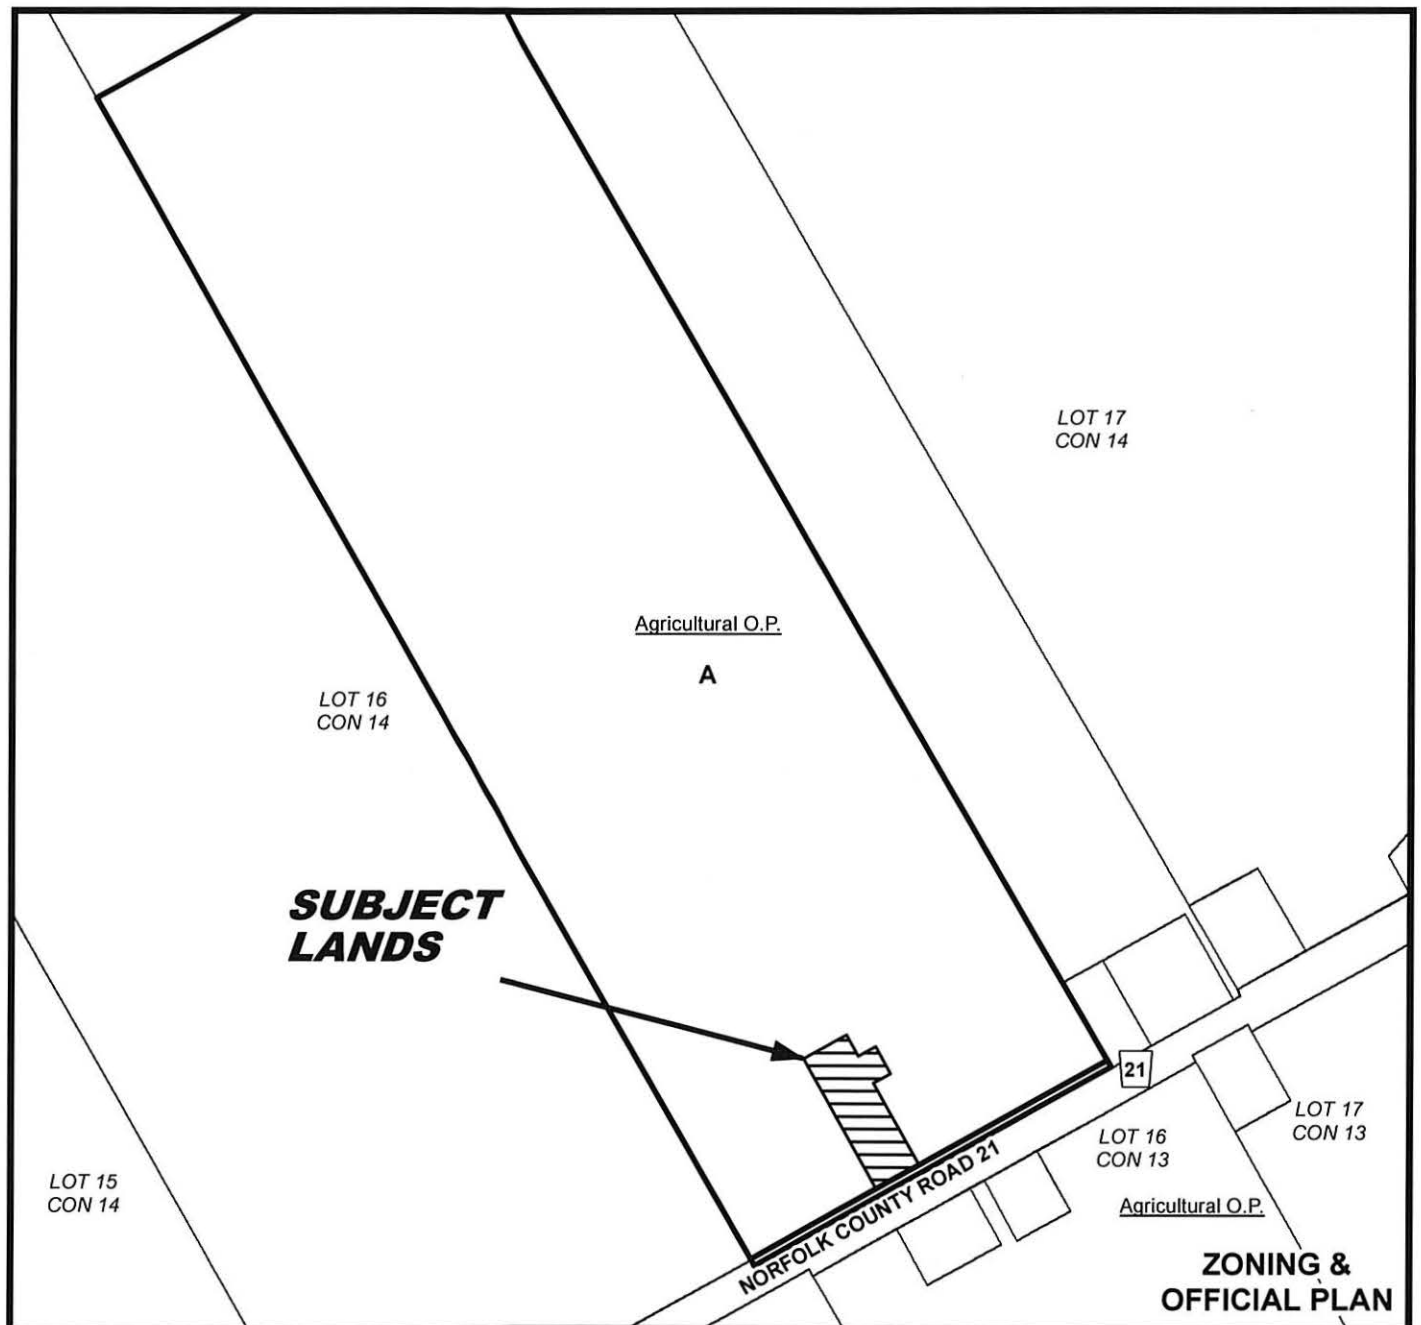 LOT 17
CON 14
Agricultural O.P.
A
LOT 16
CON 14
SUBJECT
LANDS
21
LOT 17
CON 13
LOT 16
CON 13
NORFOLK COUNTY ROAD 21
LOT 15
CON 14
Agricultural O.P.
ZONING &
OFFICIAL PLAN